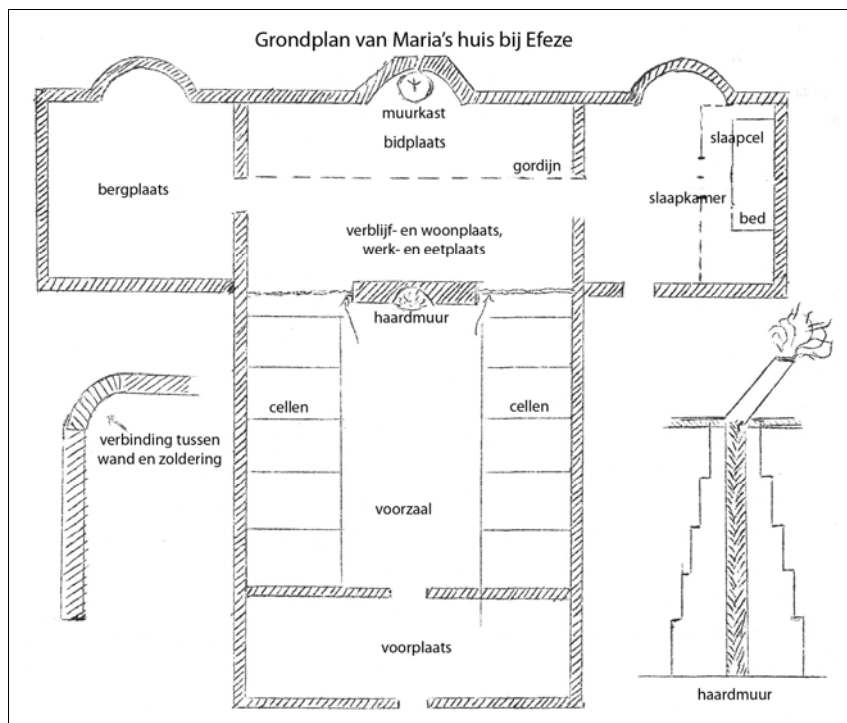 Grondplan van Maria's huis bij Efeze
muurkast
bidplaats
gordijn
slaapcel
bergplaats
slaapkamer
bed
verblijf- en woonplaats,
werk- en eetplaats
haardmuur
cellen
cellen
verbinding tussen
wand en zoldering
voorzaal
voorplaats
haardmuur